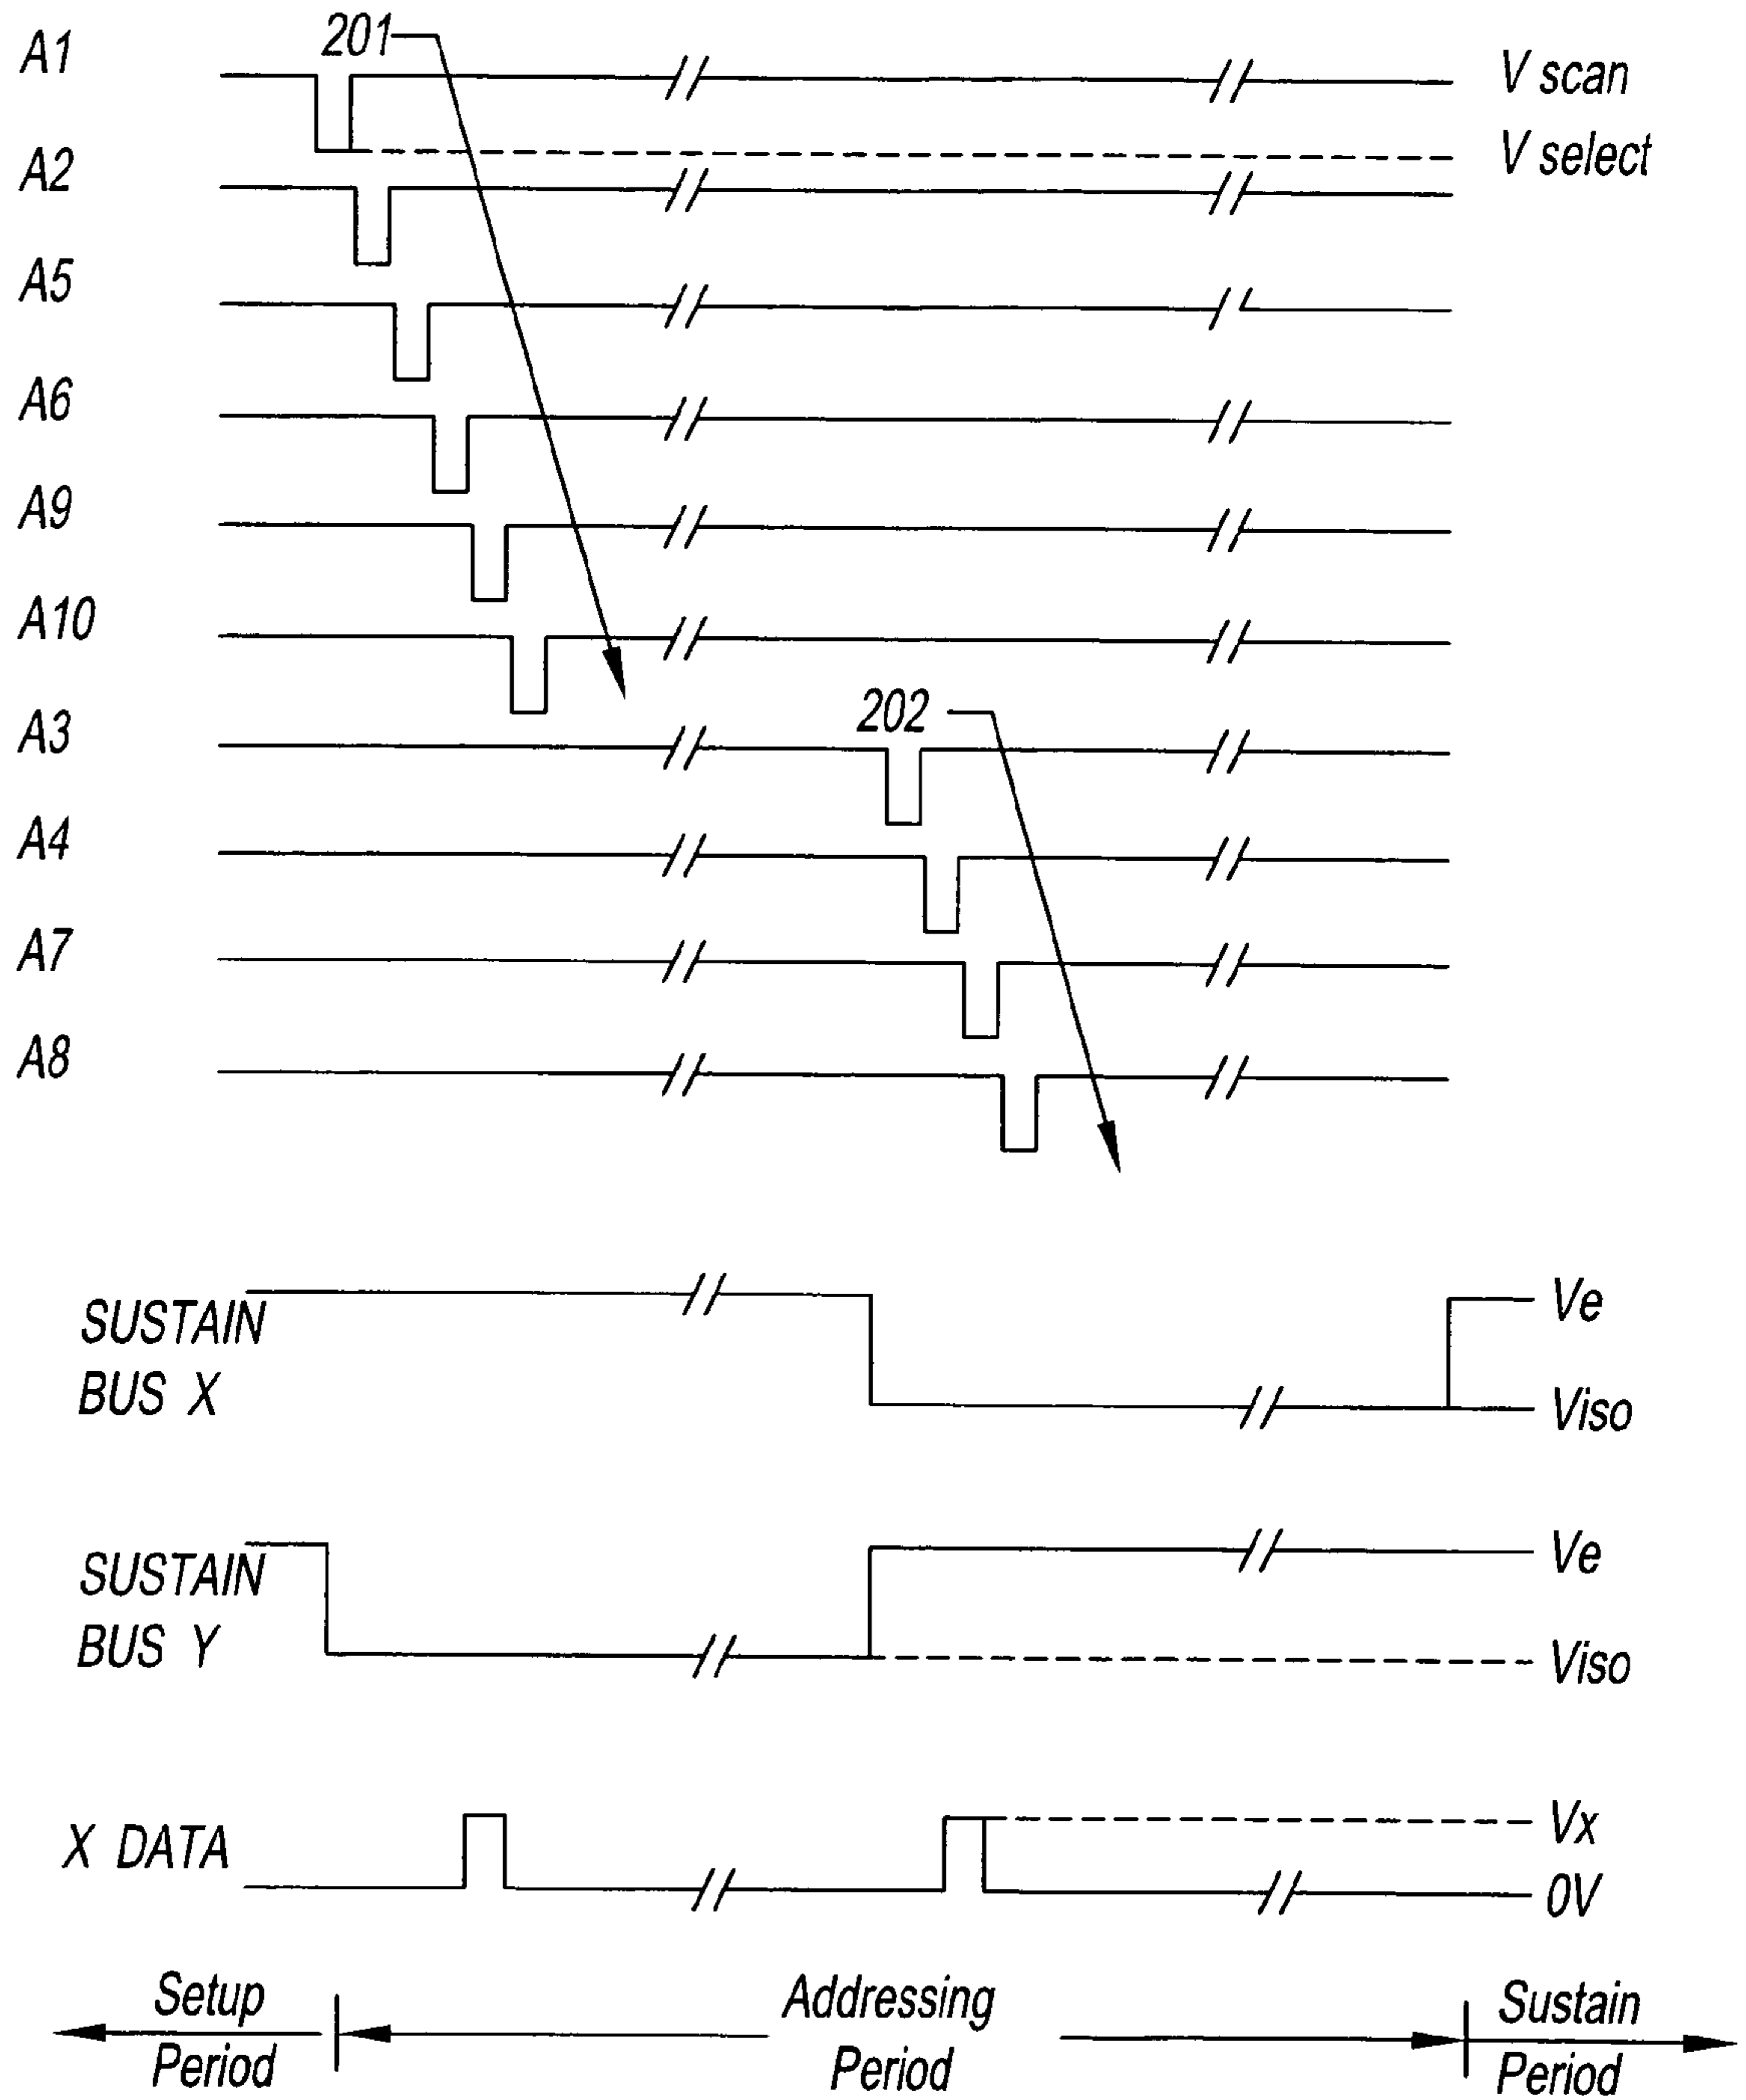 201
A1
V scan
V select
A2
A5
A6
A9
A10
A3
202
A4
A7
A8
SUSTAIN
BUS X
Ve
Viso
SUSTAIN
BUS Y
Ve
Viso
X DATA
Vx
0V
Setup
Period
Addressing
Period
Sustain
Period